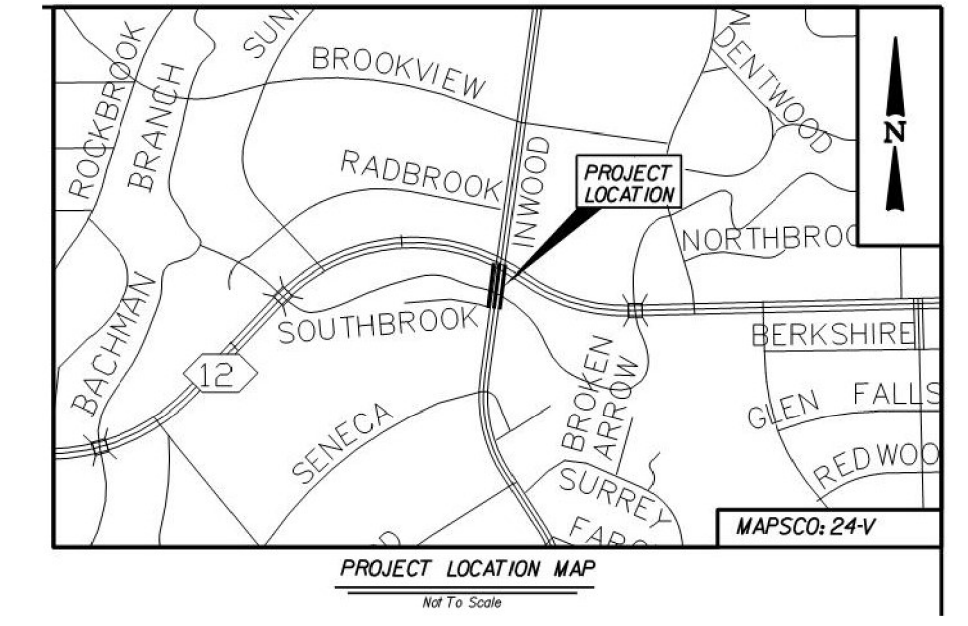 SUN
BROOKVIEW
DENTWOOD
ROCKBROOK
BRANCH
N
RADBROOK
INWOOD
PROJECT
LOCATION
NORTHBROO
BACHMAN
SOUTHBROOK
BERKSHIRE
12
BROKEN
ARROW
GLEN
FALLS
SENECA
REDWOO
SURREY
MAPSCO: 24-V
PROJECT LOCATION MAP
Not To Scale